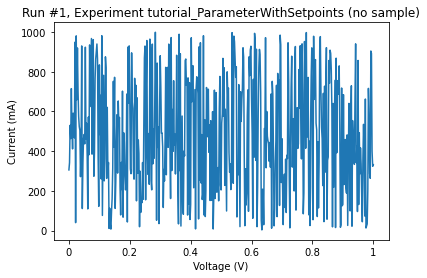 Run #1, Experiment tutorial_ParameterWithSetpoints (no sample)
1000
800
600
400
200
0
Current (mA)
0 0.2 0.4 0.6 0.8 1
Voltage (V)